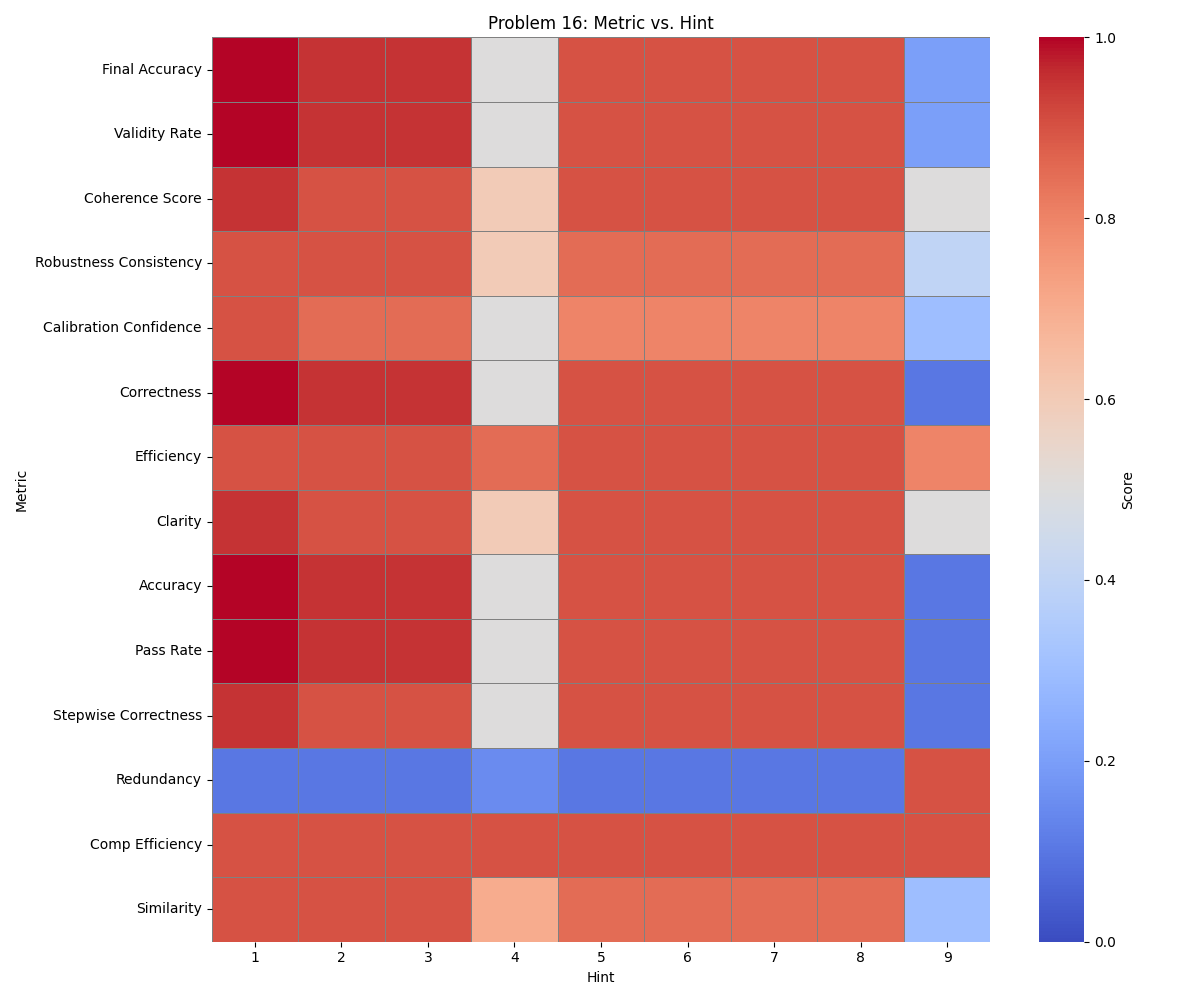 Problem 16: Metric vs. Hint
Metric
Final Accuracy
Validity Rate
Coherence Score
Robustness Consistency
Calibration Confidence
Correctness
Efficiency
Clarity
Accuracy
Pass Rate
Stepwise Correctness
Redundancy
Comp Efficiency
Similarity
1 2 3 4 5 6 7 8 9
Hint
1.0
0.8
0.6
0.4
0.2
0.0
Score